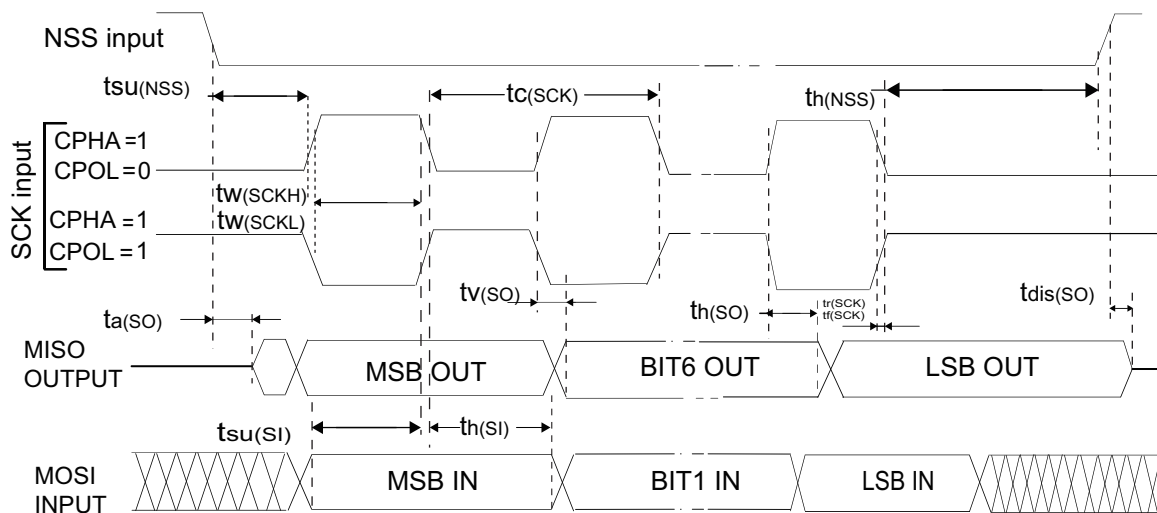 NSS input
tsu(NSS)
tc(SCK)
th(NSS)
SCK input
CPHA=1
CPOL=0
tw(SCKH)
CPHA=1
tw(SCKL)
CPOL=1
ta(SO)
tv(SO)
th(SO)
tr(SCK)
tf(SCK)
tdis(SO)
MISO
OUTPUT
MSB OUT
BIT6 OUT
LSB OUT
tsu(SI)
th(SI)
MOSI
INPUT
MSB IN
BIT1 IN
LSB IN